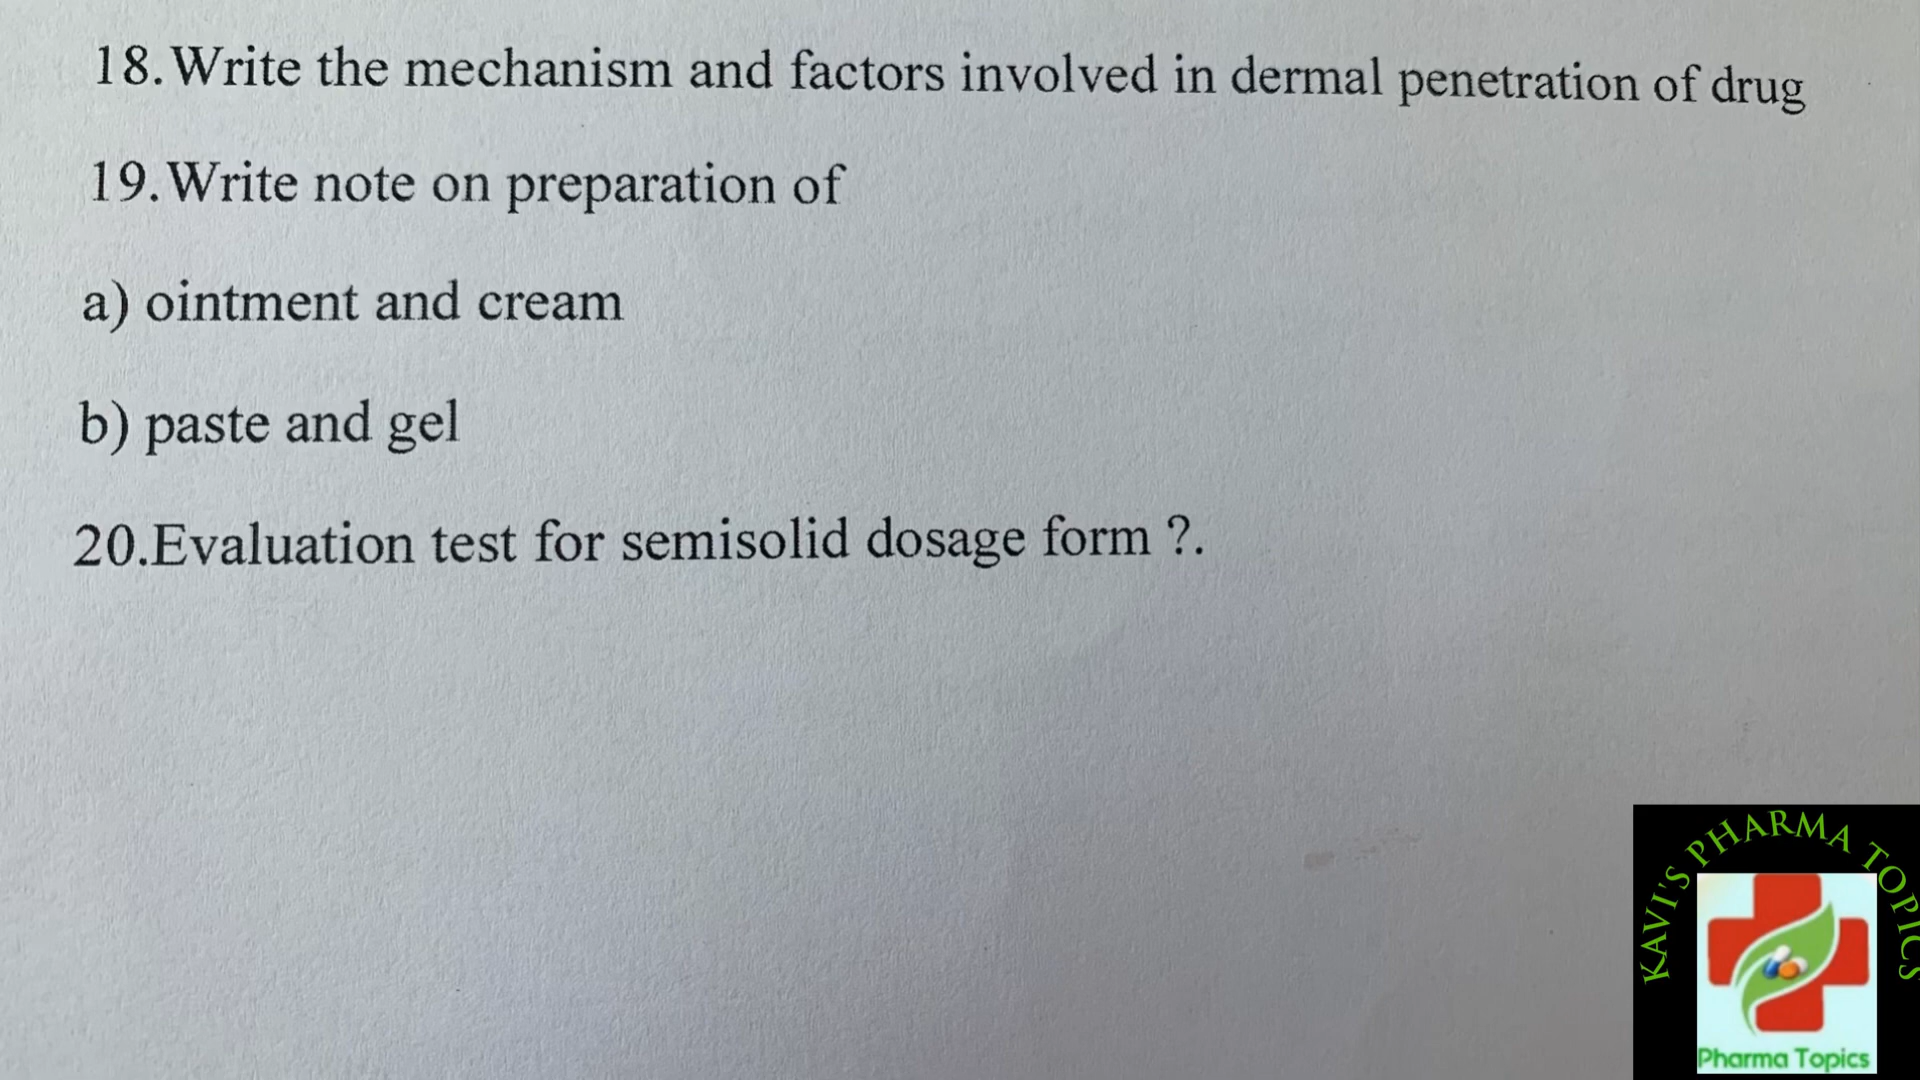 18. Write the mechanism and factors involved in dermal penetration of drug
19. Write note on preparation of
a) ointment and cream
b) paste and gel
20.Evaluation test for semisolid dosage form ?.
KAVI'S PHARMA TOPICS
Pharma Topics